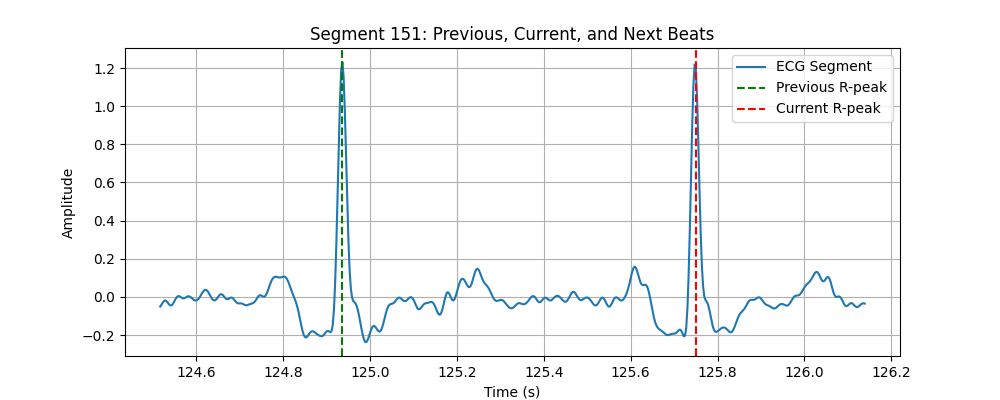 Segment 151: Previous, Current, and Next Beats
ECG Segment
Previous R-peak
Current R-peak
Amplitude
1.2
1.0
0.8
0.6
0.4
0.2
0.0
−0.2
124.6 124.8 125.0 125.2 125.4 125.6 125.8 126.0 126.2
Time (s)